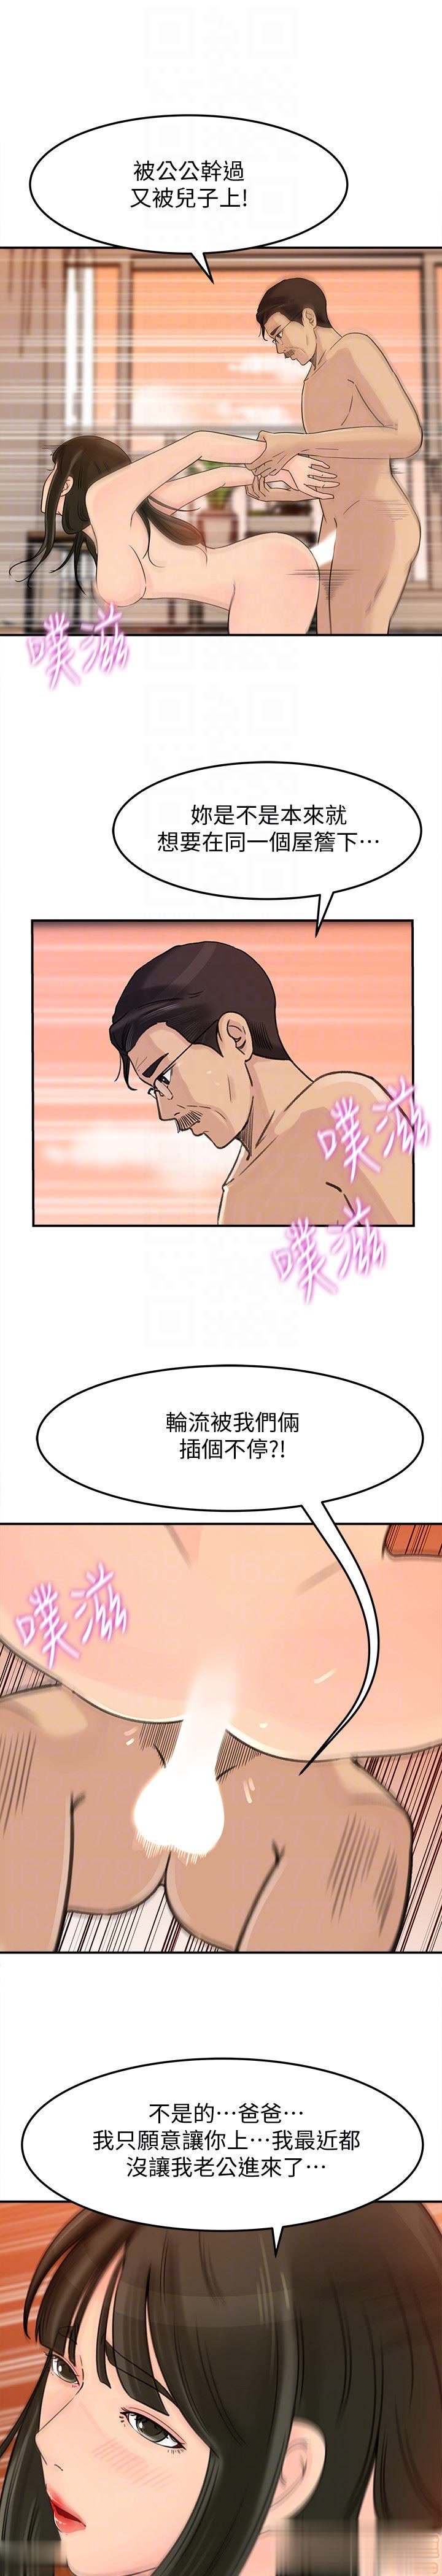 被公公幹過
又被兒子上!
噗滋
妳是不是本來就
想要在同一個屋簷下…
噗滋
噗滋
輪流被我們倆
插個不停?!
噗滋
不是的…爸爸…
我只願意讓你上…我最近都
沒讓我老公進來了…